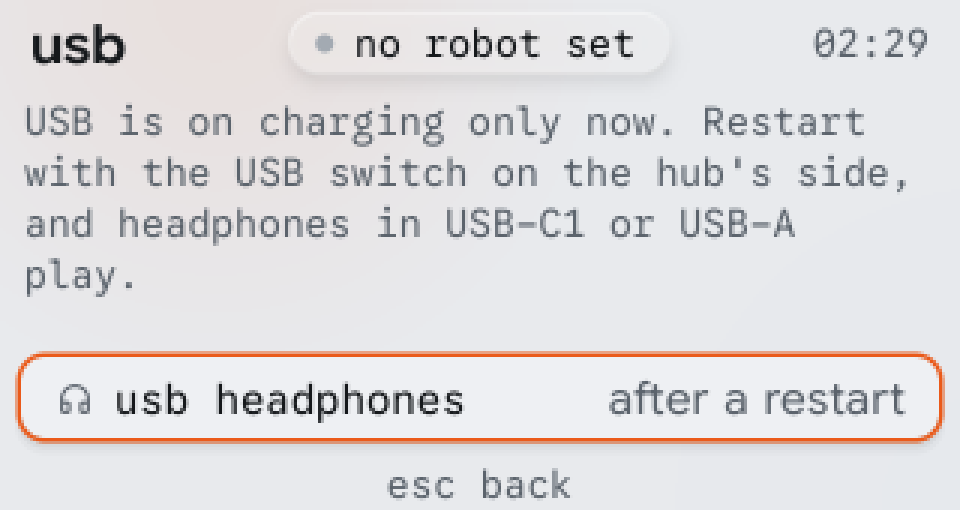 usb
no robot set
02:29
USB is on charging only now. Restart
with the USB switch on the hub's side,
and headphones in USB-C1 or USB-A
play.
usb headphones
after a restart
esc back